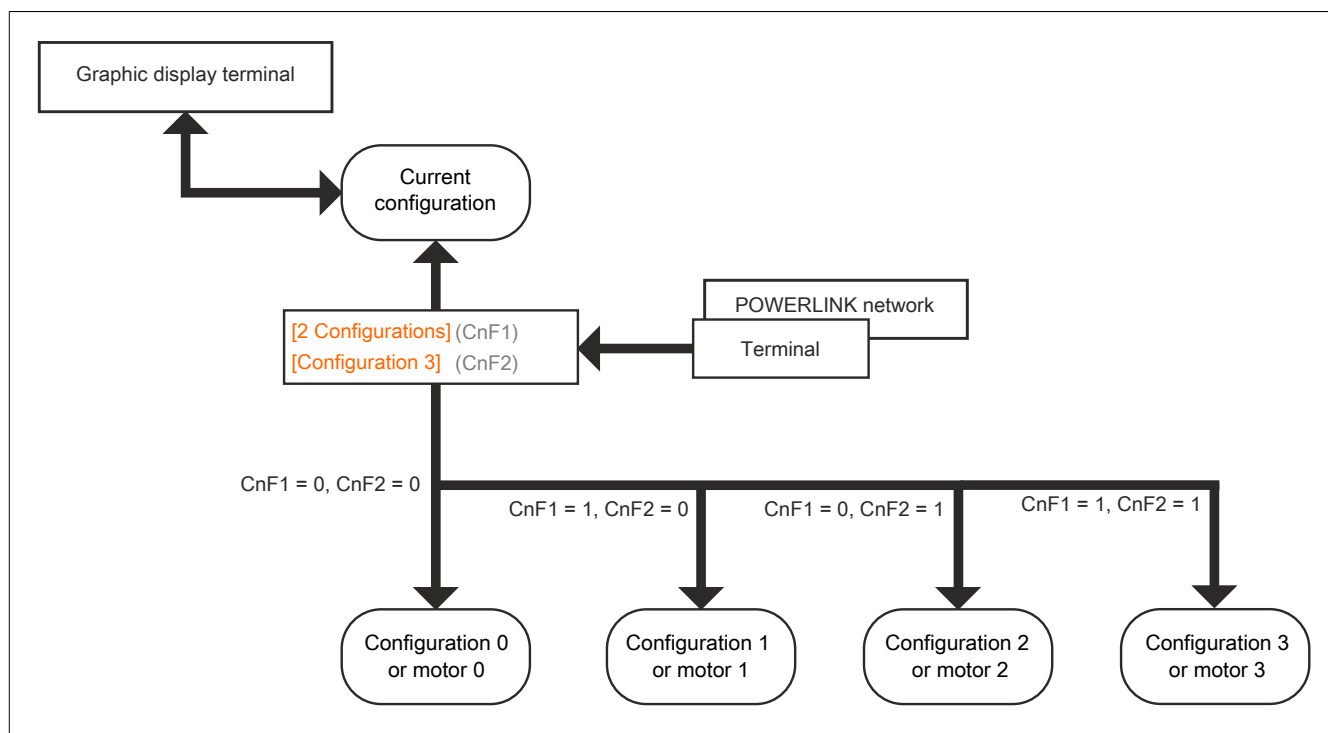 Graphic display terminal
Current
configuration
POWERLINK network
[2 Configurations] (CnF1)
Terminal
[Configuration 3] (CnF2)
CnF1 = 0, CnF2 = 0
CnF1 = 1, CnF2 = 0
CnF1 = 0, CnF2 = 1
CnF1 = 1, CnF2 = 1
Configuration 0
or motor 0
Configuration 1
or motor 1
Configuration 2
or motor 2
Configuration 3
or motor 3